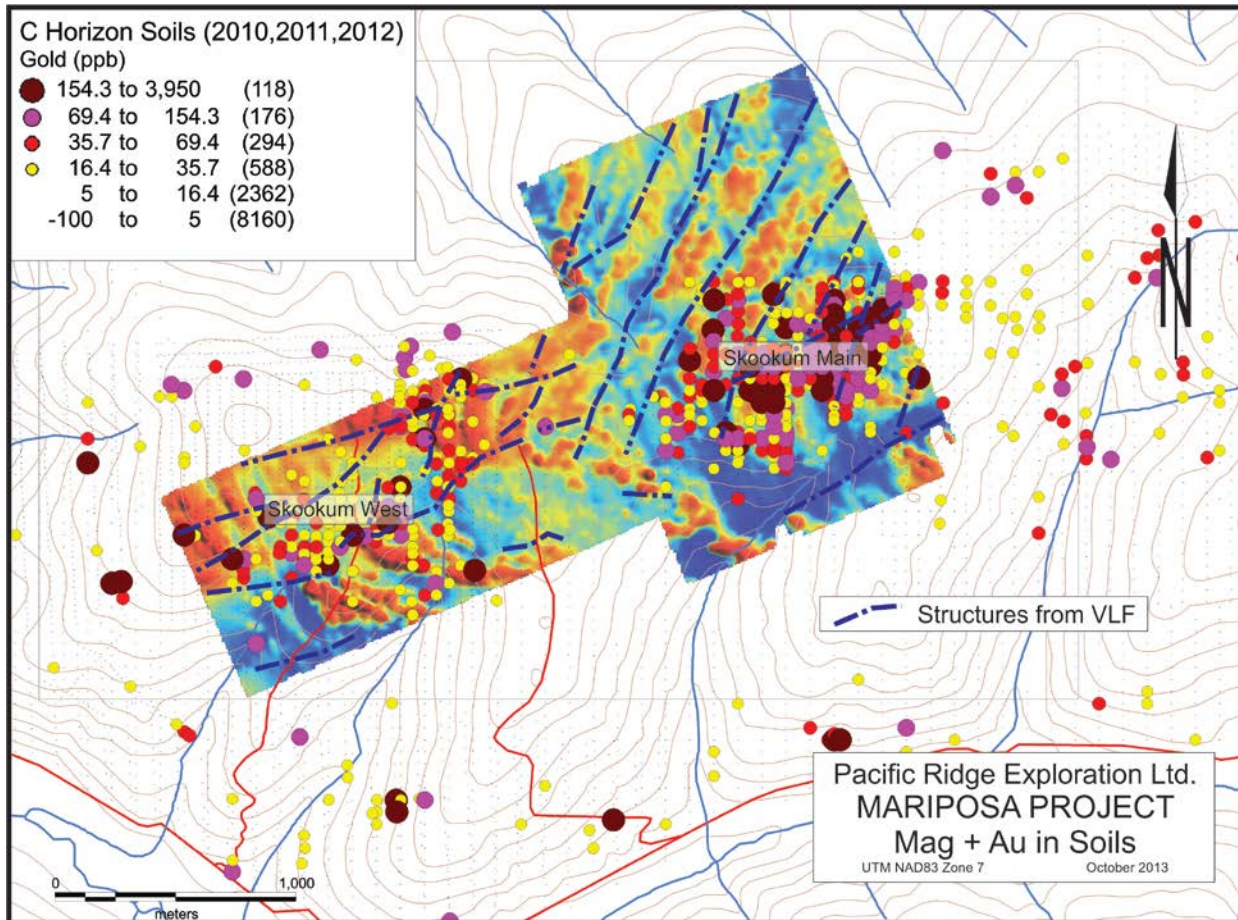 C Horizon Soils (2010,2011,2012)
Gold (ppb)
154.3 to 3,950 (118)
69.4 to 154.3 (176)
35.7 to 69.4 (294)
16.4 to 35.7 (588)
5 to 16.4 (2362)
-100 to 5 (8160)
N
Skookum Main
Skookum West
Structures from VLF
Pacific Ridge Exploration Ltd.
MARIPOSA PROJECT
Mag + Au in Soils
UTM NAD83 Zone 7 October 2013
0 1,000
meters